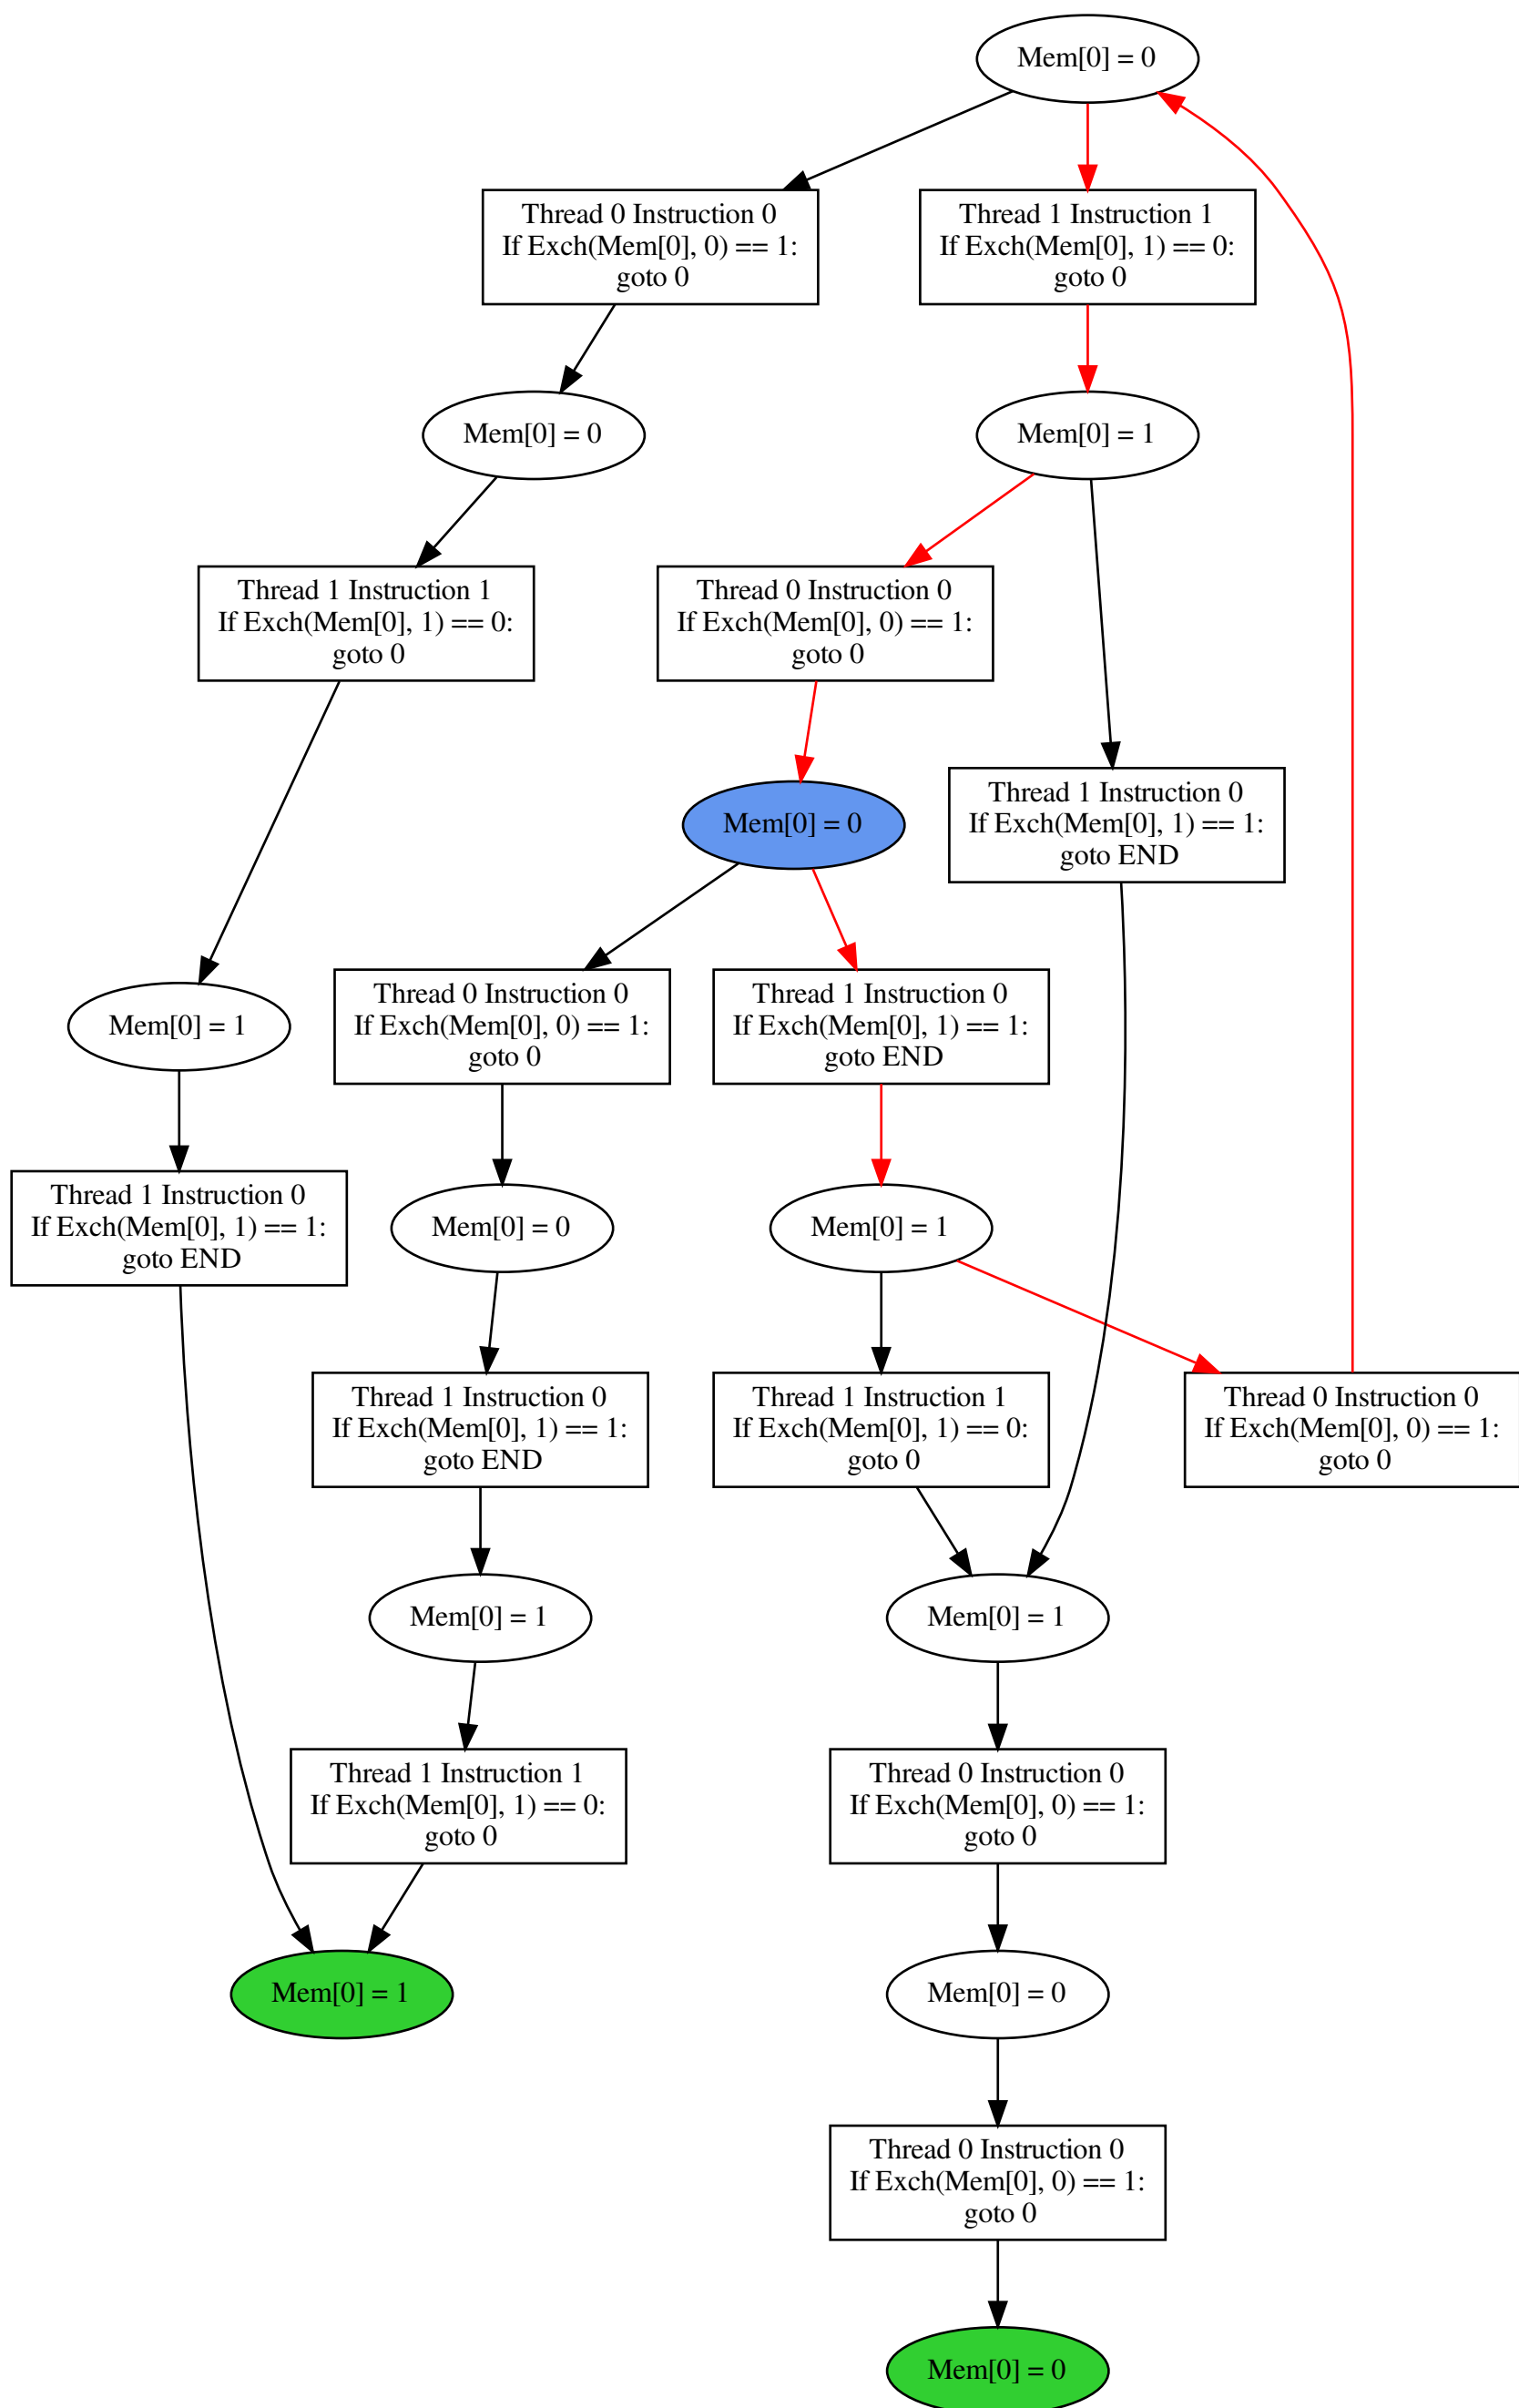 Mem[0] = 0
Thread 0 Instruction 0
If Exch(Mem[0], 0) == 1:
goto 0
Thread 1 Instruction 1
If Exch(Mem[0], 1) == 0:
goto 0
Mem[0] = 0
Mem[0] = 1
Thread 1 Instruction 1
If Exch(Mem[0], 1) == 0:
goto 0
Thread 0 Instruction 0
If Exch(Mem[0], 0) == 1:
goto 0
Thread 1 Instruction 0
If Exch(Mem[0], 1) == 1:
goto END
Mem[0] = 0
Thread 0 Instruction 0
If Exch(Mem[0], 0) == 1:
goto 0
Thread 1 Instruction 0
If Exch(Mem[0], 1) == 1:
goto END
Mem[0] = 1
Thread 1 Instruction 0
If Exch(Mem[0], 1) == 1:
goto END
Mem[0] = 0
Mem[0] = 1
Thread 1 Instruction 0
If Exch(Mem[0], 1) == 1:
goto END
Thread 1 Instruction 1
If Exch(Mem[0], 1) == 0:
goto 0
Thread 0 Instruction 0
If Exch(Mem[0], 0) == 1:
goto 0
Mem[0] = 1
Mem[0] = 1
Thread 1 Instruction 1
If Exch(Mem[0], 1) == 0:
goto 0
Thread 0 Instruction 0
If Exch(Mem[0], 0) == 1:
goto 0
Mem[0] = 1
Mem[0] = 0
Thread 0 Instruction 0
If Exch(Mem[0], 0) == 1:
goto 0
Mem[0] = 0